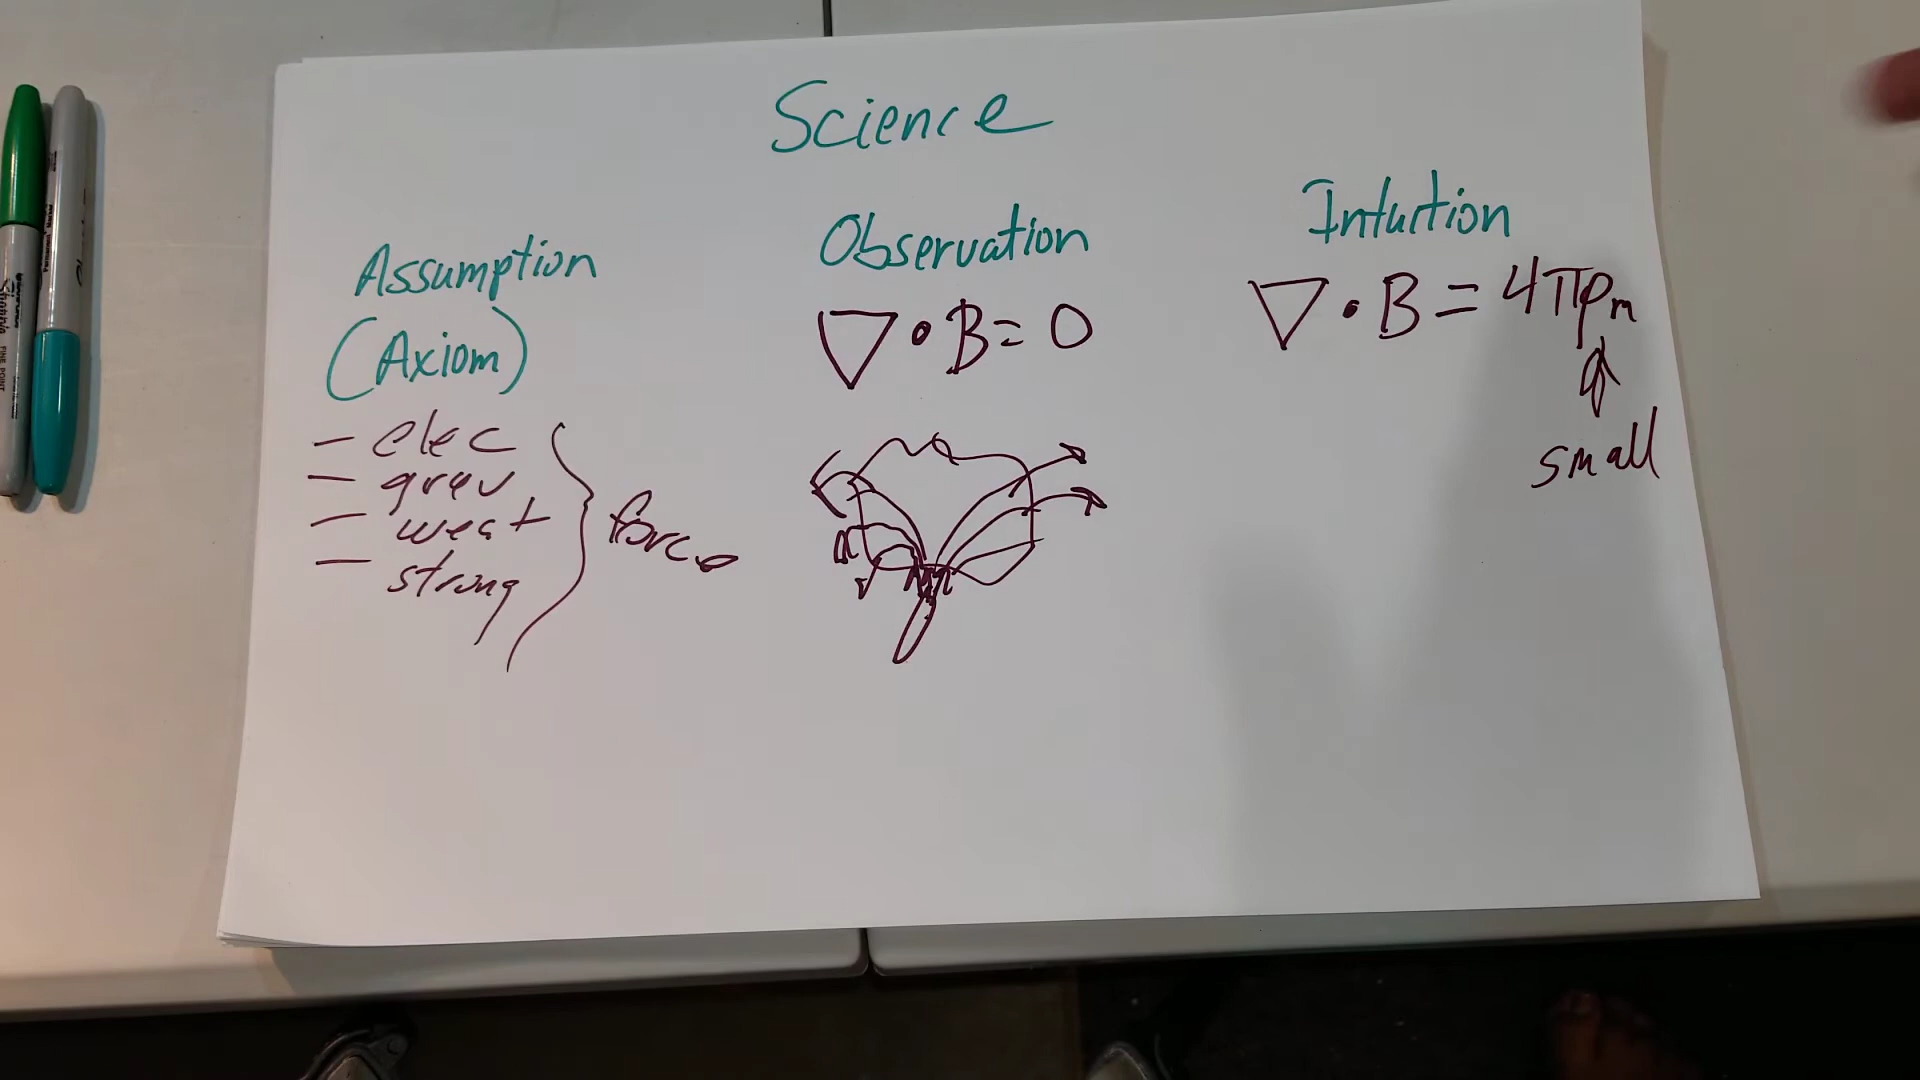 Science
Assumption
(Axiom)
- elec
- grav
- weak
- strong
force
Observation
∇ • B = 0
Intuition
∇ • B = 4πρm
small